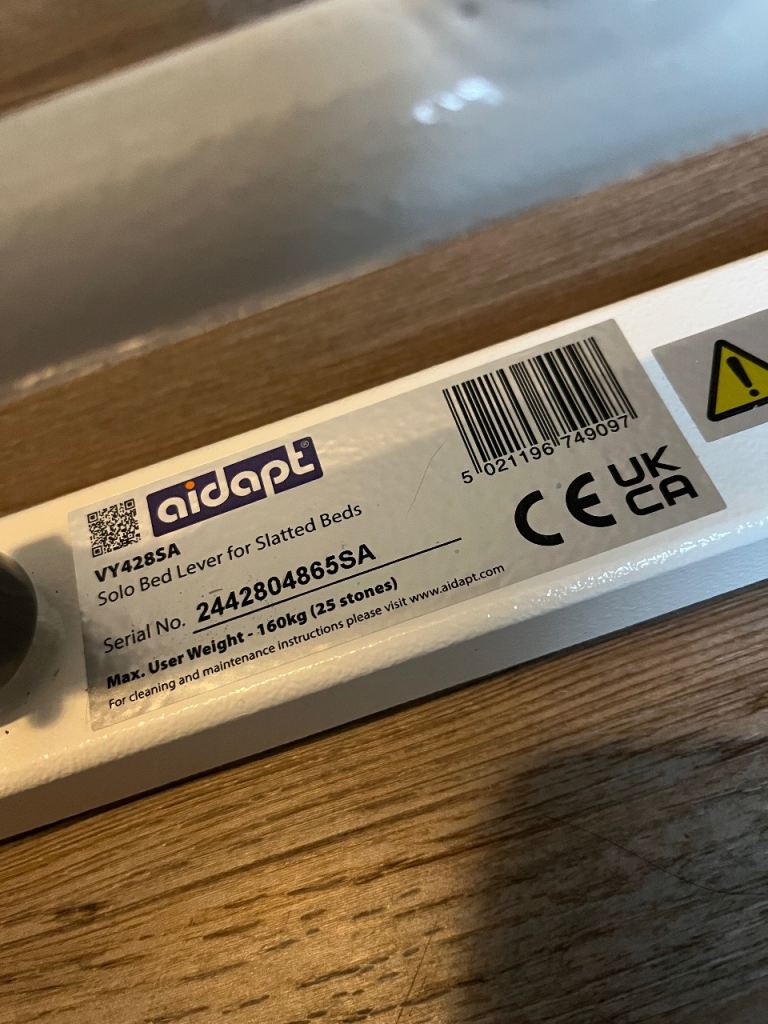 aidapt®
5 021196 749097
CE UK CA
VY428SA
Solo Bed Lever for Slatted Beds
Serial No. 2442804865SA
Max. User Weight - 160kg (25 stones)
For cleaning and maintenance instructions please visit www.aidapt.com